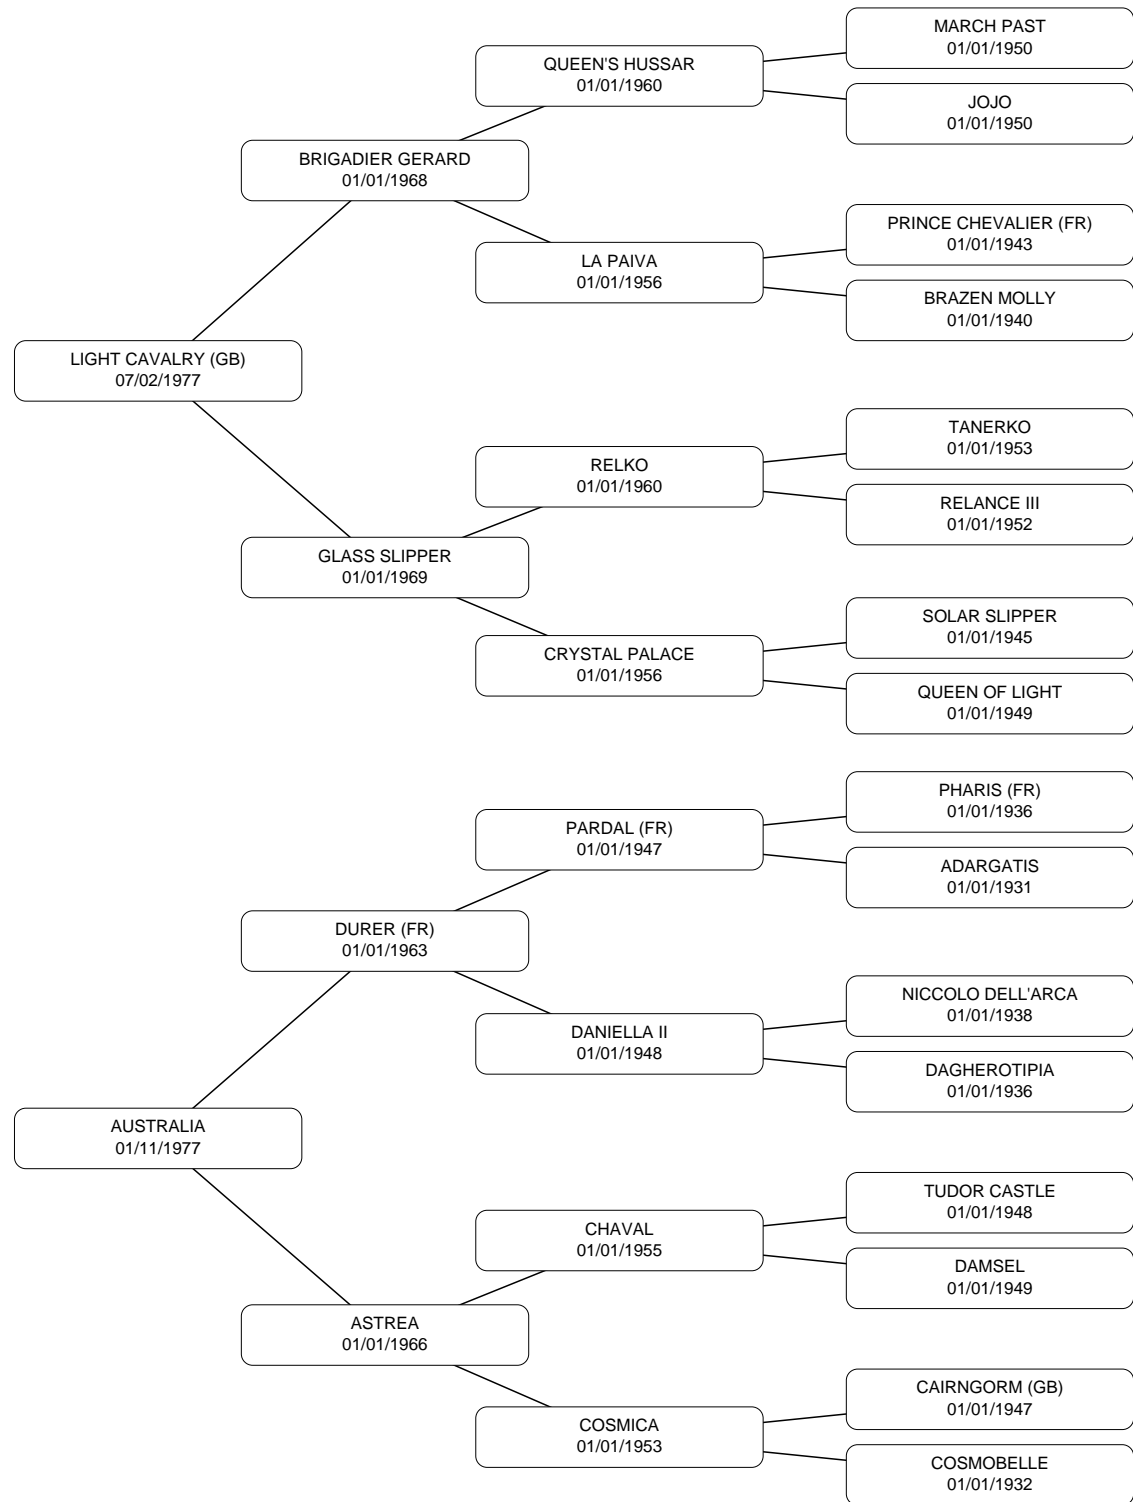 MARCH PAST
01/01/1950
QUEEN'S HUSSAR
01/01/1960
JOJO
01/01/1950
BRIGADIER GERARD
01/01/1968
PRINCE CHEVALIER (FR)
01/01/1943
LA PAIVA
01/01/1956
BRAZEN MOLLY
01/01/1940
LIGHT CAVALRY (GB)
07/02/1977
TANERKO
01/01/1953
RELKO
01/01/1960
RELANCE III
01/01/1952
GLASS SLIPPER
01/01/1969
SOLAR SLIPPER
01/01/1945
CRYSTAL PALACE
01/01/1956
QUEEN OF LIGHT
01/01/1949
PHARIS (FR)
01/01/1936
PARDAL (FR)
01/01/1947
ADARGATIS
01/01/1931
DURER (FR)
01/01/1963
NICCOLO DELL'ARCA
01/01/1938
DANIELLA II
01/01/1948
DAGHEROTIPIA
01/01/1936
AUSTRALIA
01/11/1977
TUDOR CASTLE
01/01/1948
CHAVAL
01/01/1955
DAMSEL
01/01/1949
ASTREA
01/01/1966
CAIRNGORM (GB)
01/01/1947
COSMICA
01/01/1953
COSMOBELLE
01/01/1932